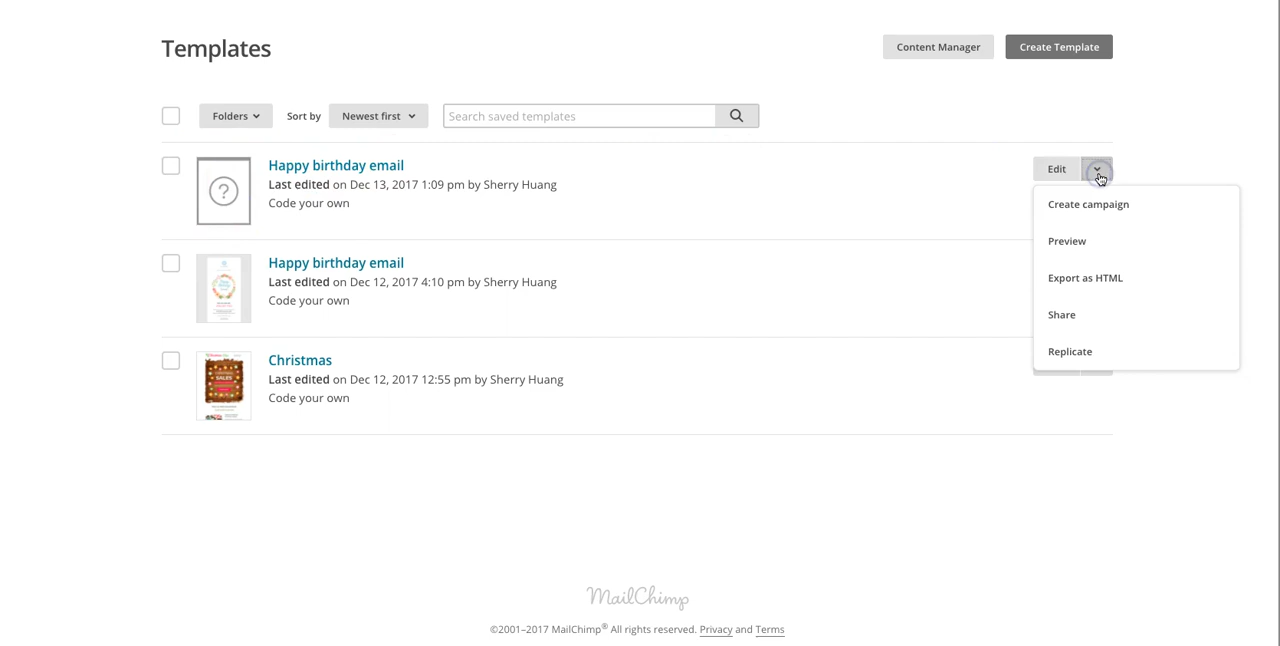 Templates
Content Manager
Create Template
Folders
Sort by
Newest first
Search saved templates
Happy birthday email
Last edited on Dec 13, 2017 1:09 pm by Sherry Huang
Code your own
Edit
Create campaign
Preview
Export as HTML
Share
Replicate
Happy birthday email
Last edited on Dec 12, 2017 4:10 pm by Sherry Huang
Code your own
Christmas
Last edited on Dec 12, 2017 12:55 pm by Sherry Huang
Code your own
MailChimp
©2001–2017 MailChimp® All rights reserved. Privacy and Terms